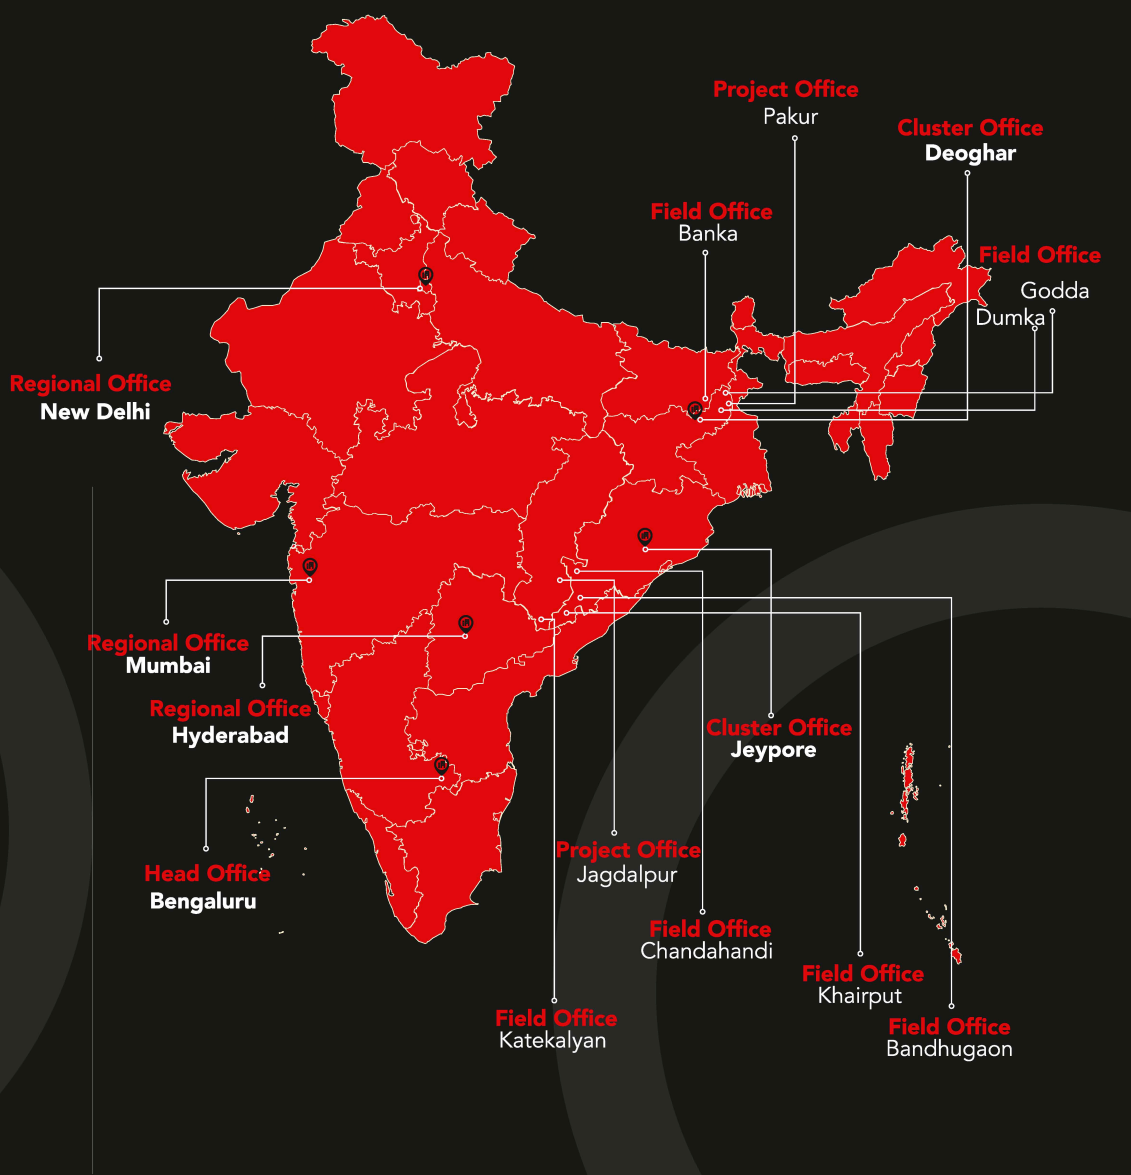 Project Office
Pakur
Cluster Office
Deoghar
Field Office
Banka
Field Office
Godda
Dumka
Regional Office
New Delhi
Regional Office
Mumbai
Regional Office
Hyderabad
Cluster Office
Jeypore
Head Office
Bengaluru
Project Office
Jagdalpur
Field Office
Chandahandi
Field Office
Khairput
Field Office
Katekalyan
Field Office
Bandhugaon